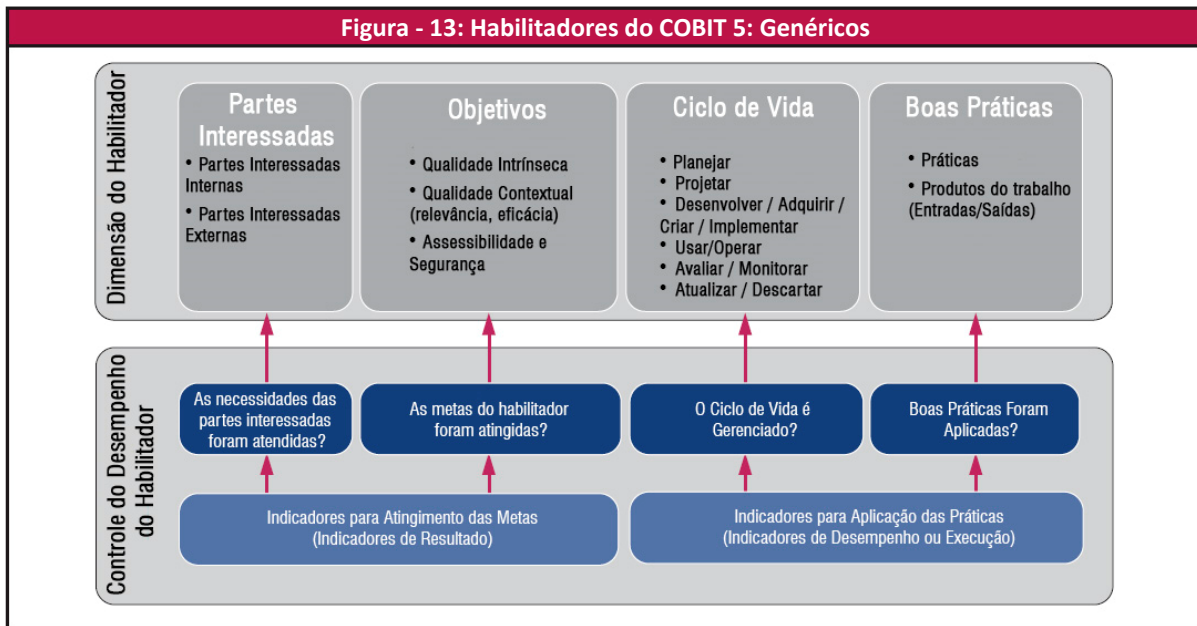 Figura - 13: Habilitadores do COBIT 5: Genéricos
Dimensão do Habilitador
Partes
Interessadas
• Partes Interessadas
Internas
• Partes Interessadas
Externas
Objetivos
• Qualidade Intrínseca
• Qualidade Contextual
(relevância, eficácia)
• Assessibilidade e
Segurança
Ciclo de Vida
• Planejar
• Projetar
• Desenvolver / Adquirir /
Criar / Implementar
• Usar/Operar
• Avaliar / Monitorar
• Atualizar / Descartar
Boas Práticas
• Práticas
• Produtos do trabalho
(Entradas/Saídas)
Controle do Desempenho
do Habilitador
As necessidades das
partes interessadas
foram atendidas?
As metas do habilitador
foram atingidas?
O Ciclo de Vida é
Gerenciado?
Boas Práticas Foram
Aplicadas?
Indicadores para Atingimento das Metas
(Indicadores de Resultado)
Indicadores para Aplicação das Práticas
(Indicadores de Desempenho ou Execução)